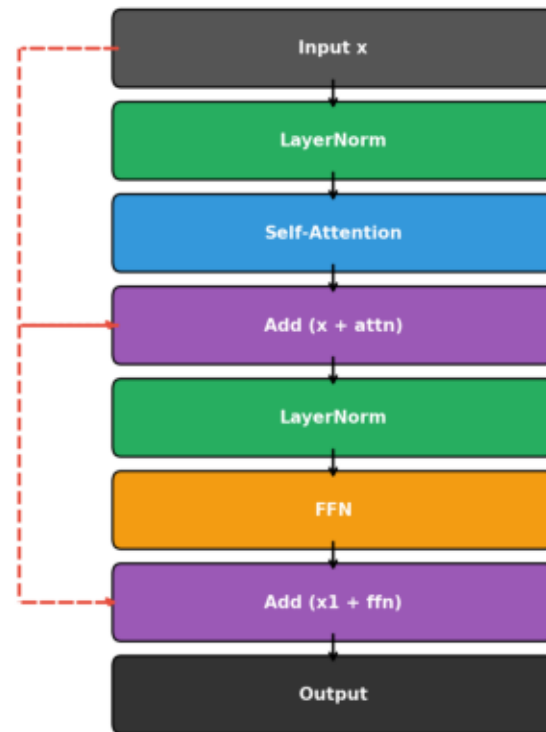 Input x
LayerNorm
Self-Attention
Add (x + attn)
LayerNorm
FFN
Add (x1 + ffn)
Output